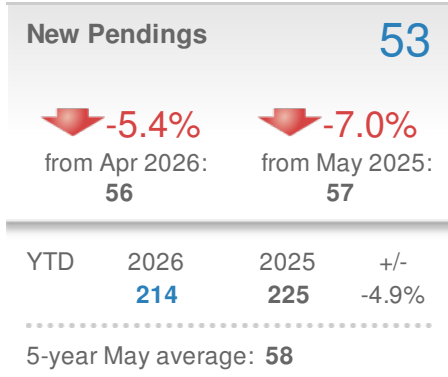 New Pendings 53
-5.4% -7.0%
from Apr 2026: from May 2025:
56 57
YTD 2026 2025 +/-
214 225 -4.9%
5-year May average: 58